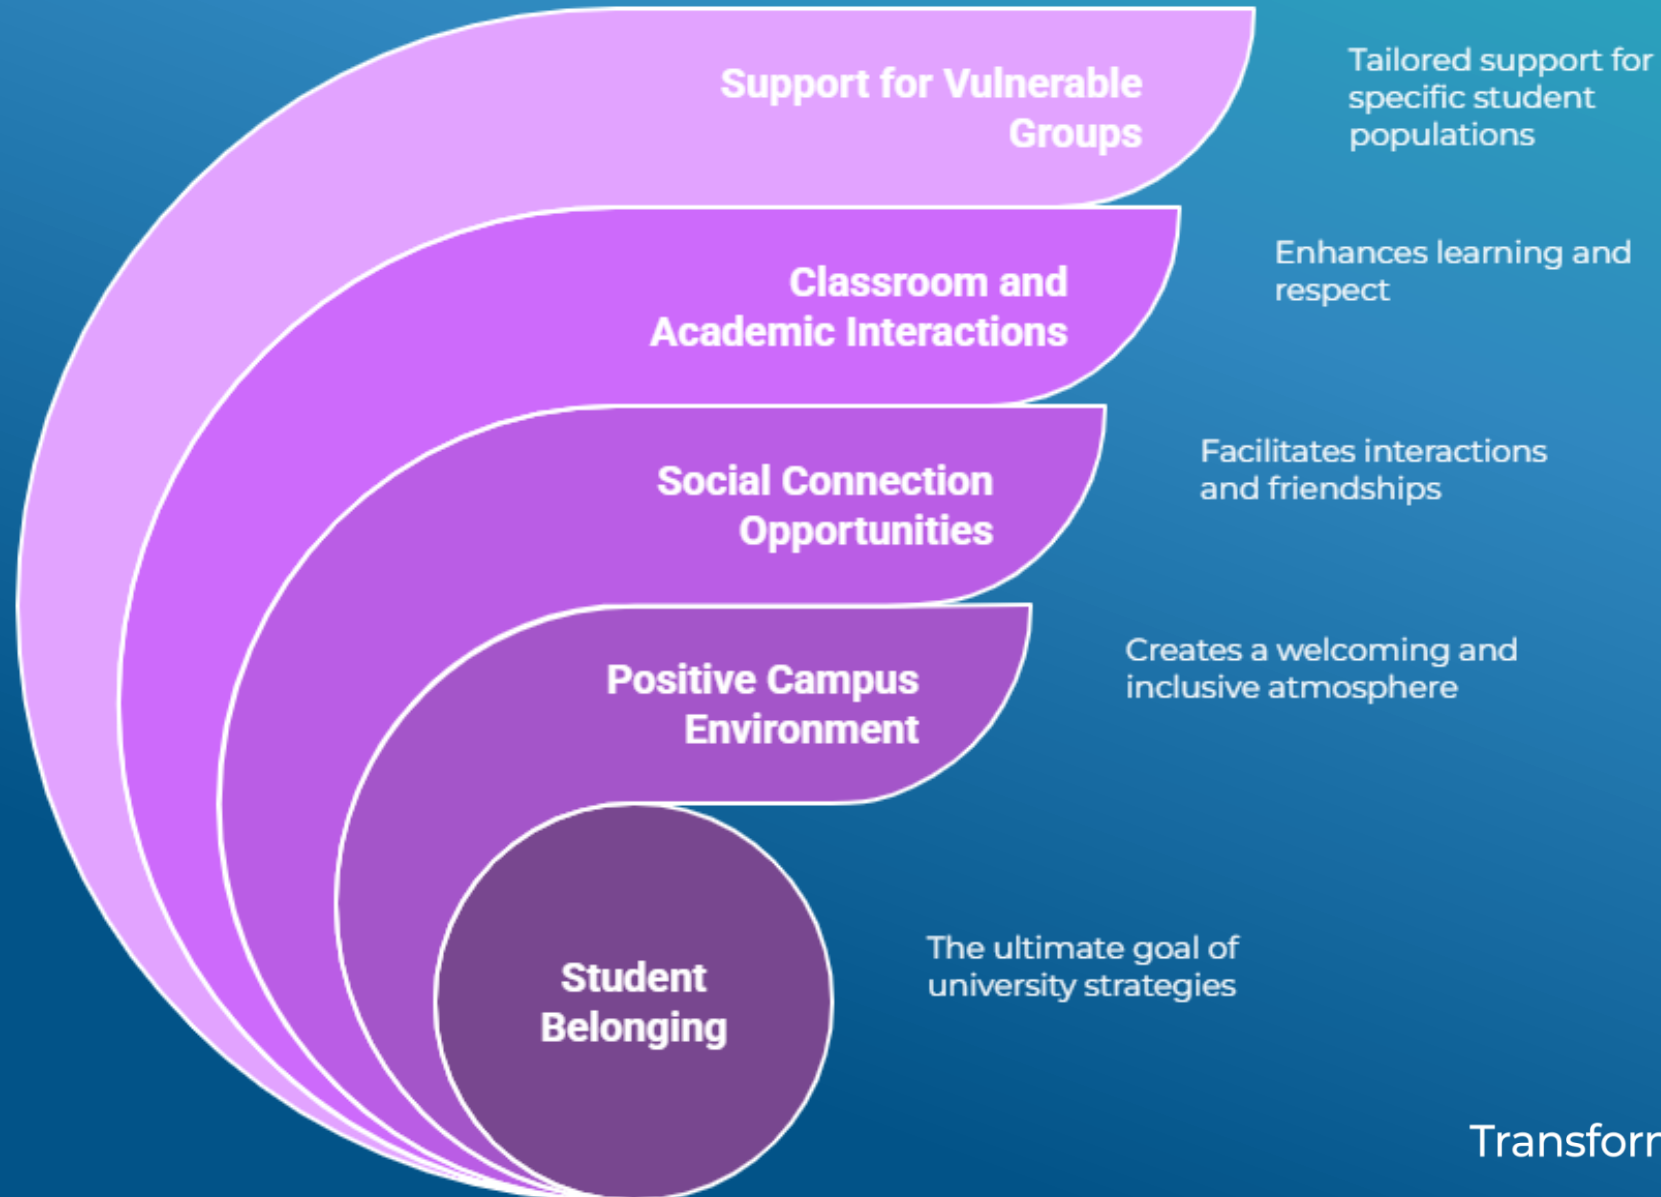 Support for Vulnerable
Groups
Tailored support for
specific student
populations
Classroom and
Academic Interactions
Enhances learning and
respect
Social Connection
Opportunities
Facilitates interactions
and friendships
Positive Campus
Environment
Creates a welcoming and
inclusive atmosphere
Student
Belonging
The ultimate goal of
university strategies